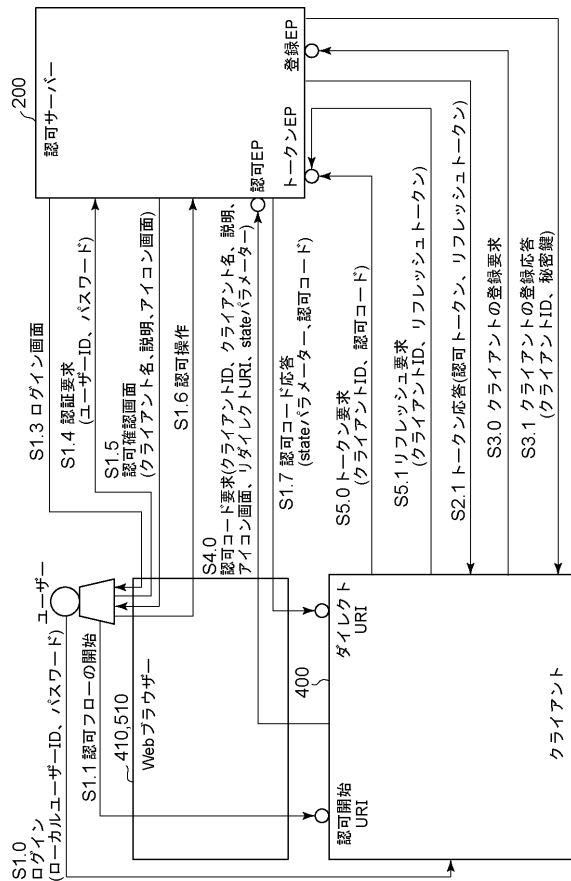 S1.0
ログイン
(ローカルユーザーID、パスワード)
ユーザー
S1.1 認可フローの開始
410,510
Webブラウザー
認可開始
URI
ダイレクト
URI
400
クライアント
S1.3 ログイン画面
S1.4 認証要求
(ユーザーID、パスワード)
S1.5
認可確認画面
(クライアント名、説明、アイコン画面)
S1.6 認可操作
S4.0
認可コード要求(クライアントID、クライアント名、説明、
アイコン画面、リダイレクトURI、stateパラメーター)
S1.7 認可コード応答
(stateパラメーター、認可コード)
S5.0 トークン要求
(クライアントID、認可コード)
S5.1 リフレッシュ要求
(クライアントID、リフレッシュトークン)
S2.1 トークン応答(認可トークン、リフレッシュトークン)
S3.0 クライアントの登録要求
S3.1 クライアントの登録応答
(クライアントID、秘密鍵)
200
認可サーバー
認可EP
トークンEP
登録EP